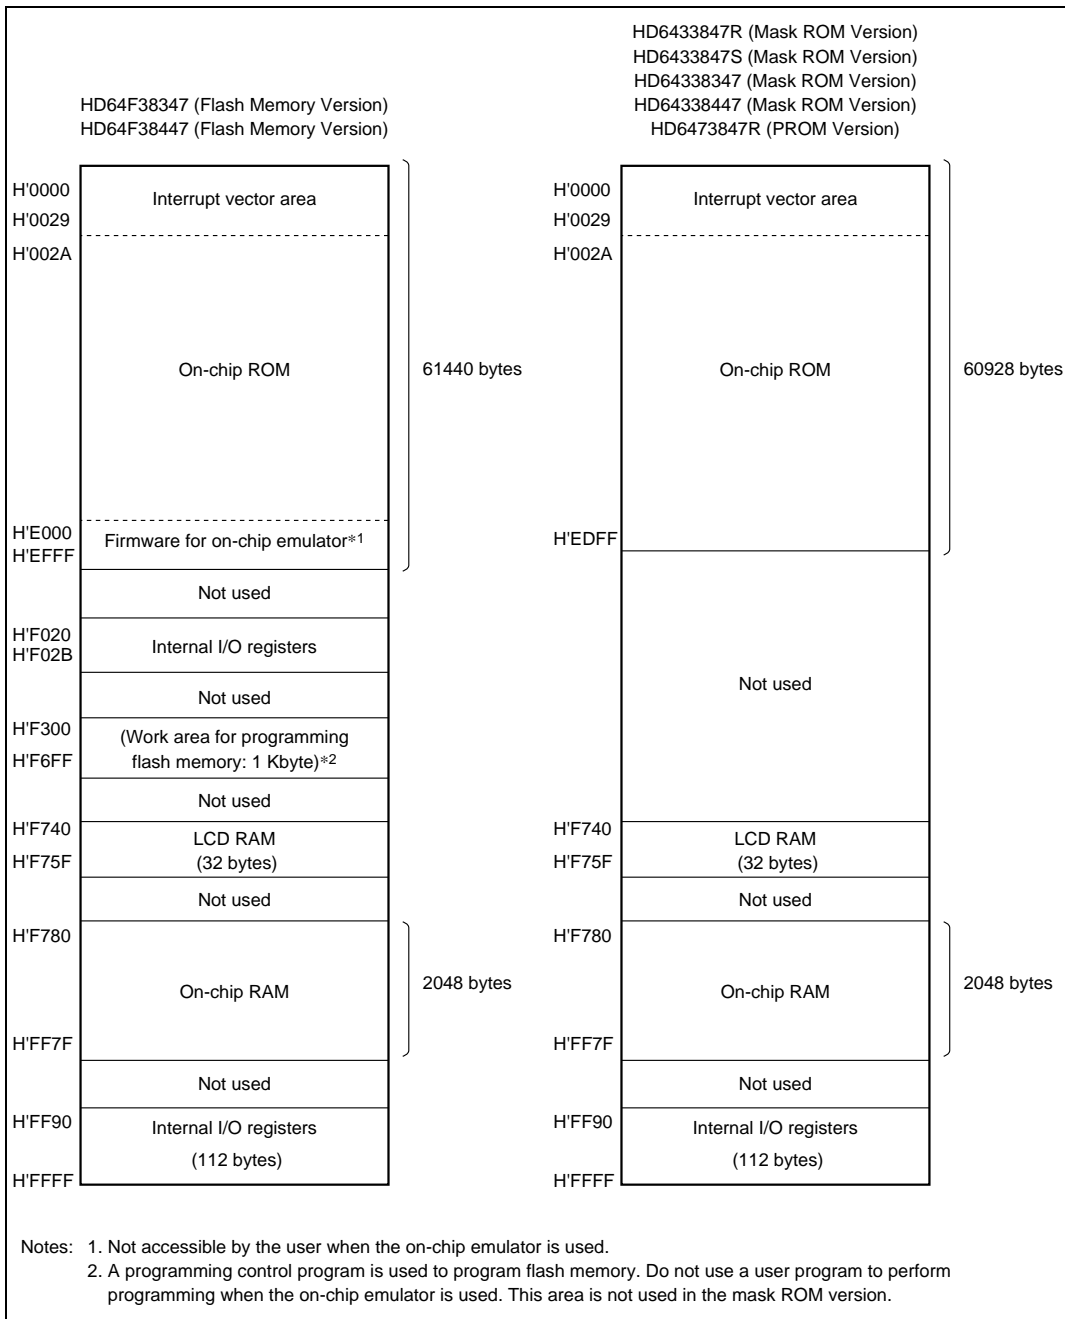 HD64F38347 (Flash Memory Version)
HD64F38447 (Flash Memory Version)
H'0000
Interrupt vector area
H'0029
H'002A
On-chip ROM
61440 bytes
H'E000
Firmware for on-chip emulator*1
H'EFFF
Not used
H'F020
Internal I/O registers
H'F02B
Not used
H'F300
(Work area for programming
flash memory: 1 Kbyte)*2
H'F6FF
Not used
H'F740
LCD RAM
(32 bytes)
H'F75F
Not used
H'F780
On-chip RAM
2048 bytes
H'FF7F
Not used
H'FF90
Internal I/O registers
(112 bytes)
H'FFFF
HD6433847R (Mask ROM Version)
HD6433847S (Mask ROM Version)
HD64338347 (Mask ROM Version)
HD64338447 (Mask ROM Version)
HD6473847R (PROM Version)
H'0000
Interrupt vector area
H'0029
H'002A
On-chip ROM
60928 bytes
H'EDFF
Not used
H'F740
LCD RAM
(32 bytes)
H'F75F
Not used
H'F780
On-chip RAM
2048 bytes
H'FF7F
Not used
H'FF90
Internal I/O registers
(112 bytes)
H'FFFF
Notes: 1. Not accessible by the user when the on-chip emulator is used.
2. A programming control program is used to program flash memory. Do not use a user program to perform
programming when the on-chip emulator is used. This area is not used in the mask ROM version.